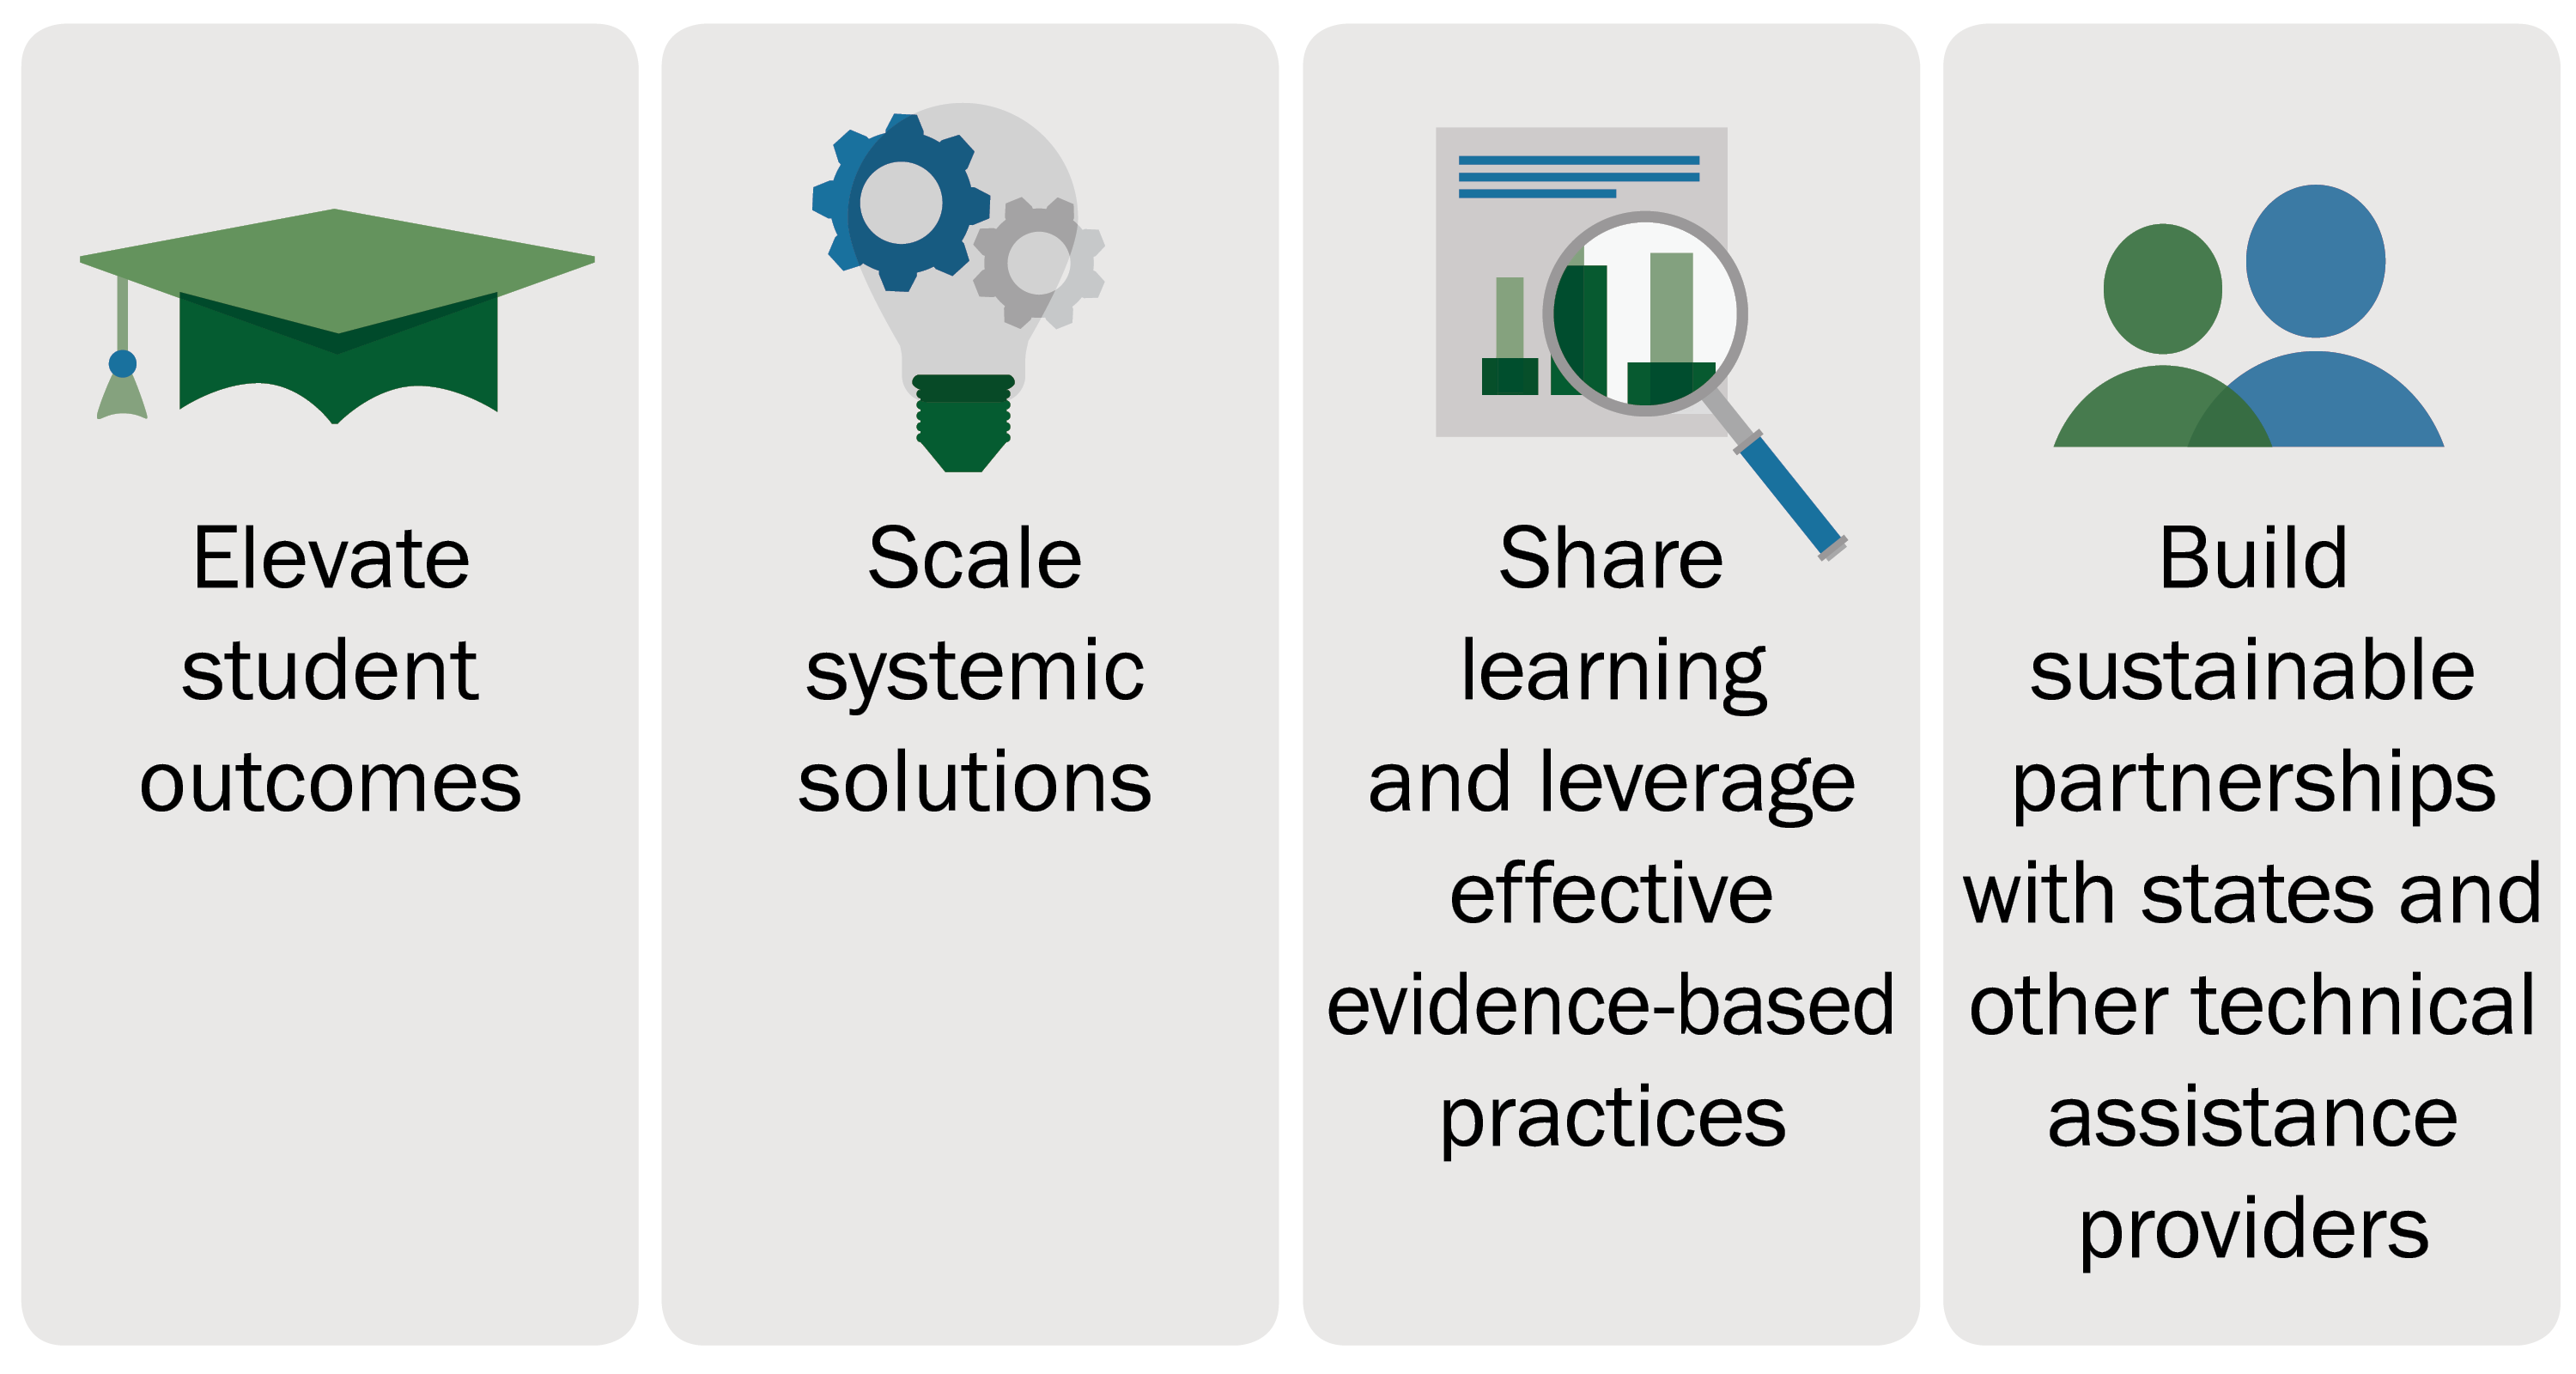 Elevate
student
outcomes
Scale
systemic
solutions
Share
learning
and leverage
effective
evidence-based
practices
Build
sustainable
partnerships
with states and
other technical
assistance
providers